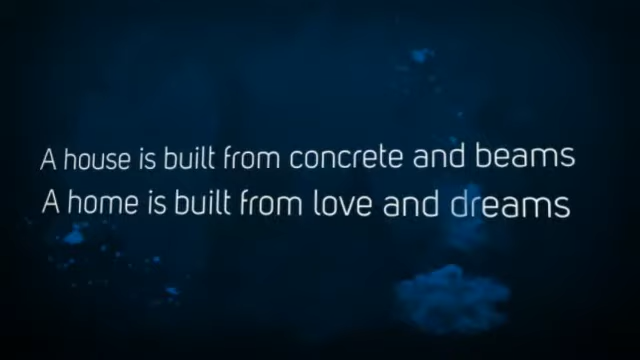 A house is built from concrete and beams
A home is built from love and dreams